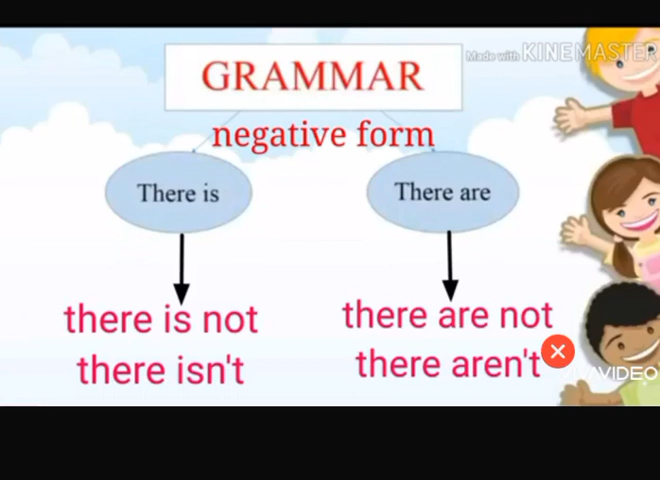 Made with KINEMASTER
GRAMMAR
negative form
There is
There are
there is not
there isn't
there are not
there aren't
VIVAVIDEO